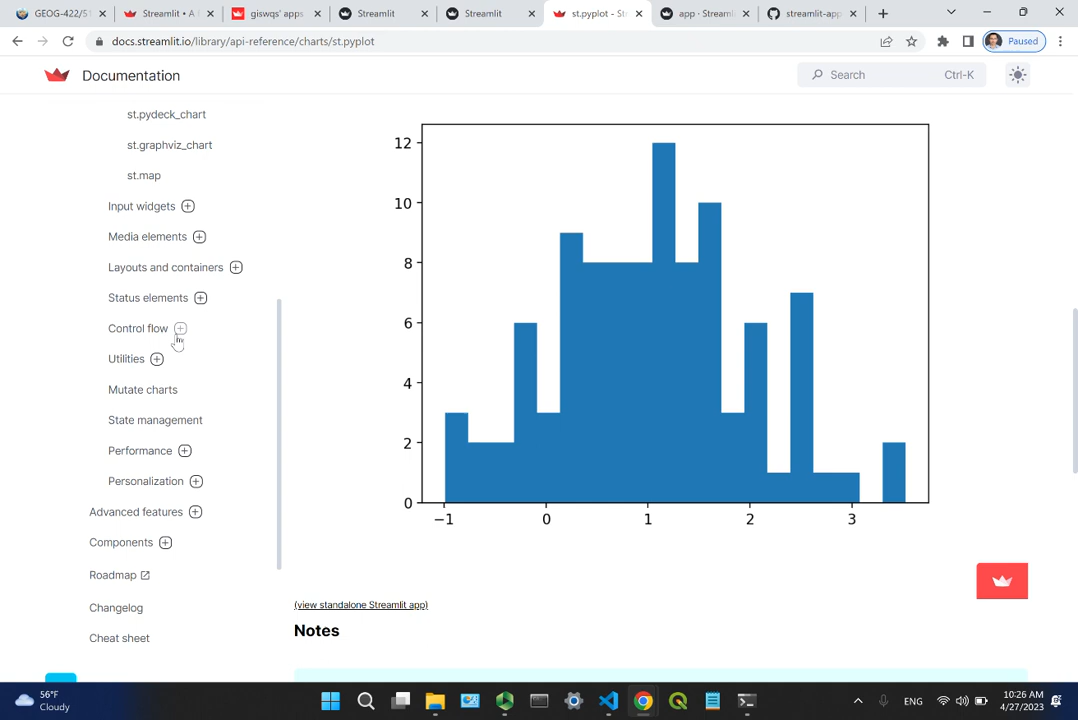 GEOG-422/51
Streamlit • A
giswqs' apps
Streamlit
Streamlit
st.pyplot - St
app · Streaml
streamlit-app
docs.streamlit.io/library/api-reference/charts/st.pyplot
Paused
Documentation
Search
Ctrl-K
st.pydeck_chart
st.graphviz_chart
st.map
Input widgets
Media elements
Layouts and containers
Status elements
Control flow
Utilities
Mutate charts
State management
Performance
Personalization
Advanced features
Components
Roadmap
Changelog
Cheat sheet
12
10
8
6
4
2
0
−1
0
1
2
3
(view standalone Streamlit app)
Notes
56°F
Cloudy
ENG
10:26 AM
4/27/2023